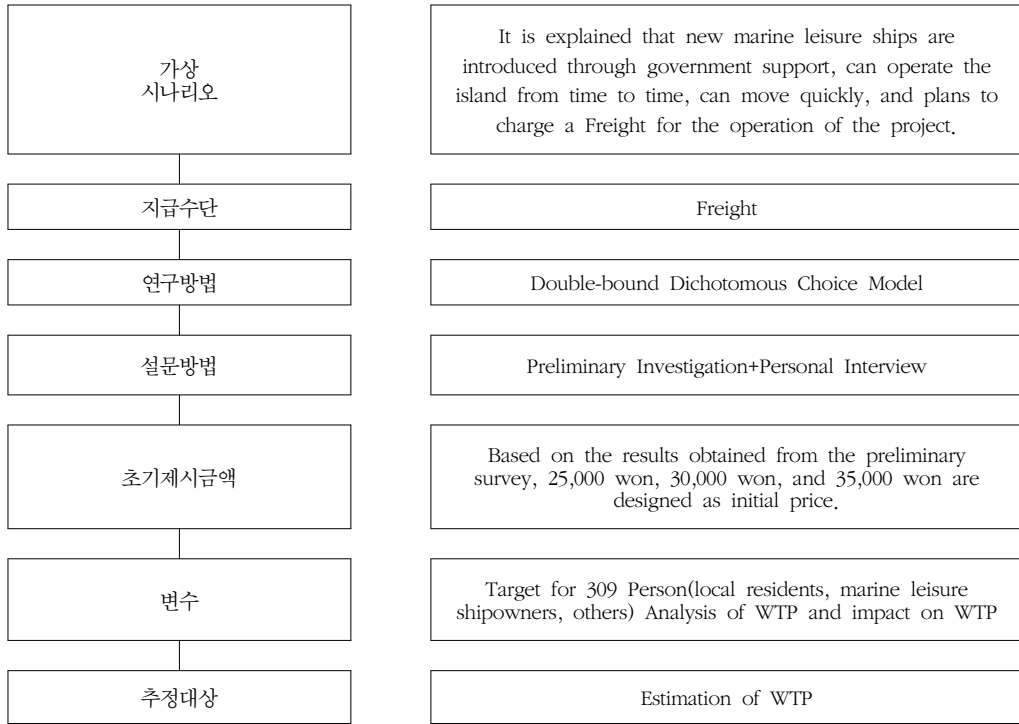 가상
시나리오
It is explained that new marine leisure ships are
introduced through government support, can operate the
island from time to time, can move quickly, and plans to
charge a Freight for the operation of the project.
지급수단
Freight
연구방법
Double-bound Dichotomous Choice Model
설문방법
Preliminary Investigation+Personal Interview
초기제시금액
Based on the results obtained from the preliminary
survey, 25,000 won, 30,000 won, and 35,000 won are
designed as initial price.
변수
Target for 309 Person(local residents, marine leisure
shipowners, others) Analysis of WTP and impact on WTP
추정대상
Estimation of WTP